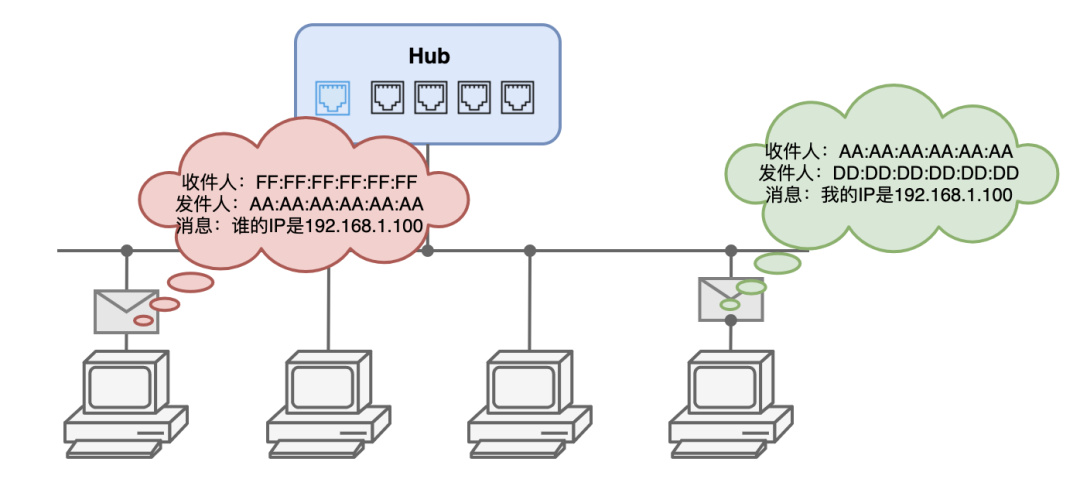 Hub
收件人：FF:FF:FF:FF:FF:FF
发件人：AA:AA:AA:AA:AA:AA
消息：谁的IP是192.168.1.100
收件人：AA:AA:AA:AA:AA:AA
发件人：DD:DD:DD:DD:DD:DD
消息：我的IP是192.168.1.100